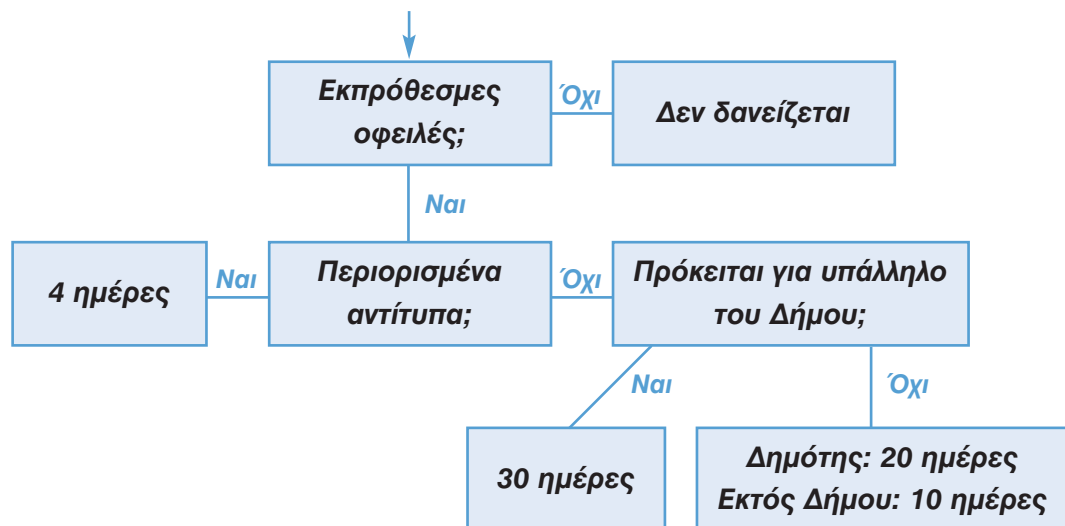 Εκπρόθεσμες
οφειλές;
Όχι
Δεν δανείζεται
Ναι
4 ημέρες
Ναι
Περιορισμένα
αντίτυπα;
Όχι
Πρόκειται για υπάλληλο
του Δήμου;
Ναι
Όχι
30 ημέρες
Δημότης: 20 ημέρες
Εκτός Δήμου: 10 ημέρες